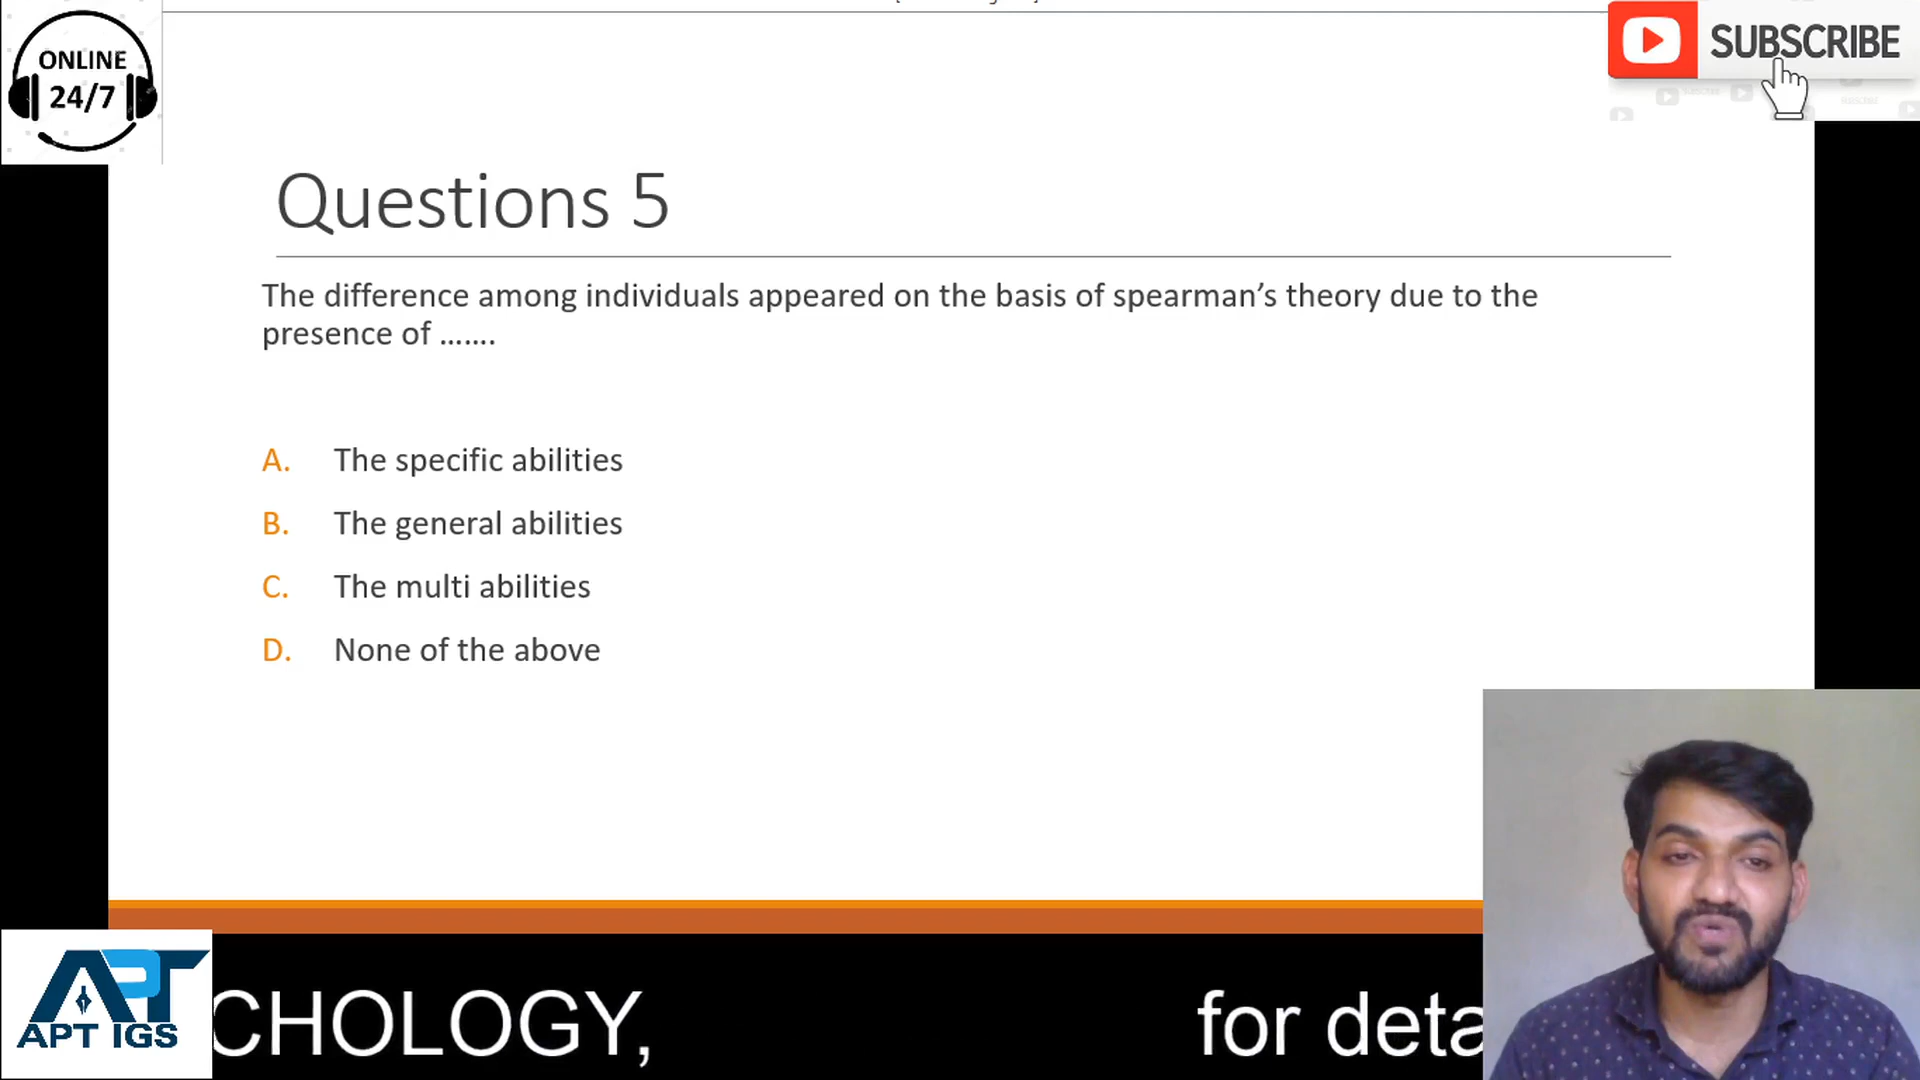 ONLINE
24/7
SUBSCRIBE
Questions 5
The difference among individuals appeared on the basis of spearman’s theory due to the
presence of …….
A. The specific abilities
B. The general abilities
C. The multi abilities
D. None of the above
APT
APT IGS
CHOLOGY, for deta